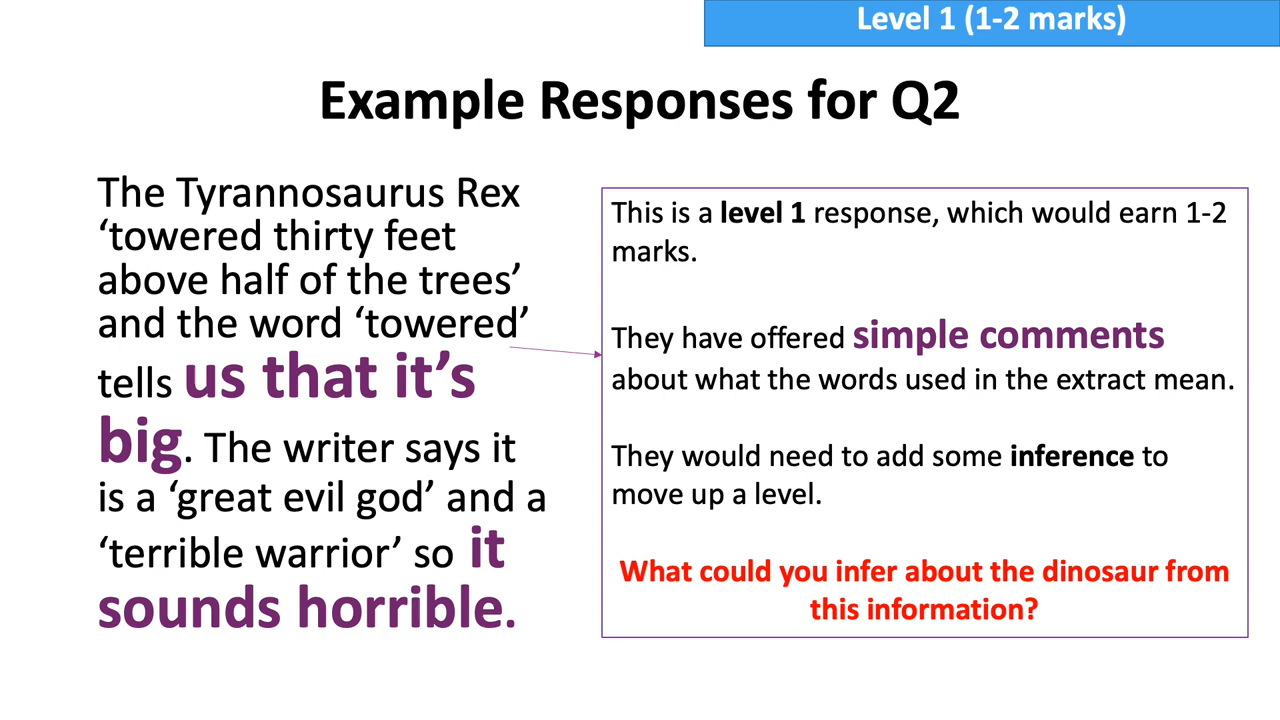 Level 1 (1-2 marks)
Example Responses for Q2
The Tyrannosaurus Rex
‘towered thirty feet
above half of the trees’
and the word ‘towered’
tells us that it’s
big. The writer says it
is a ‘great evil god’ and a
‘terrible warrior’ so it
sounds horrible.
This is a level 1 response, which would earn 1-2
marks.
They have offered simple comments
about what the words used in the extract mean.
They would need to add some inference to
move up a level.
What could you infer about the dinosaur from
this information?